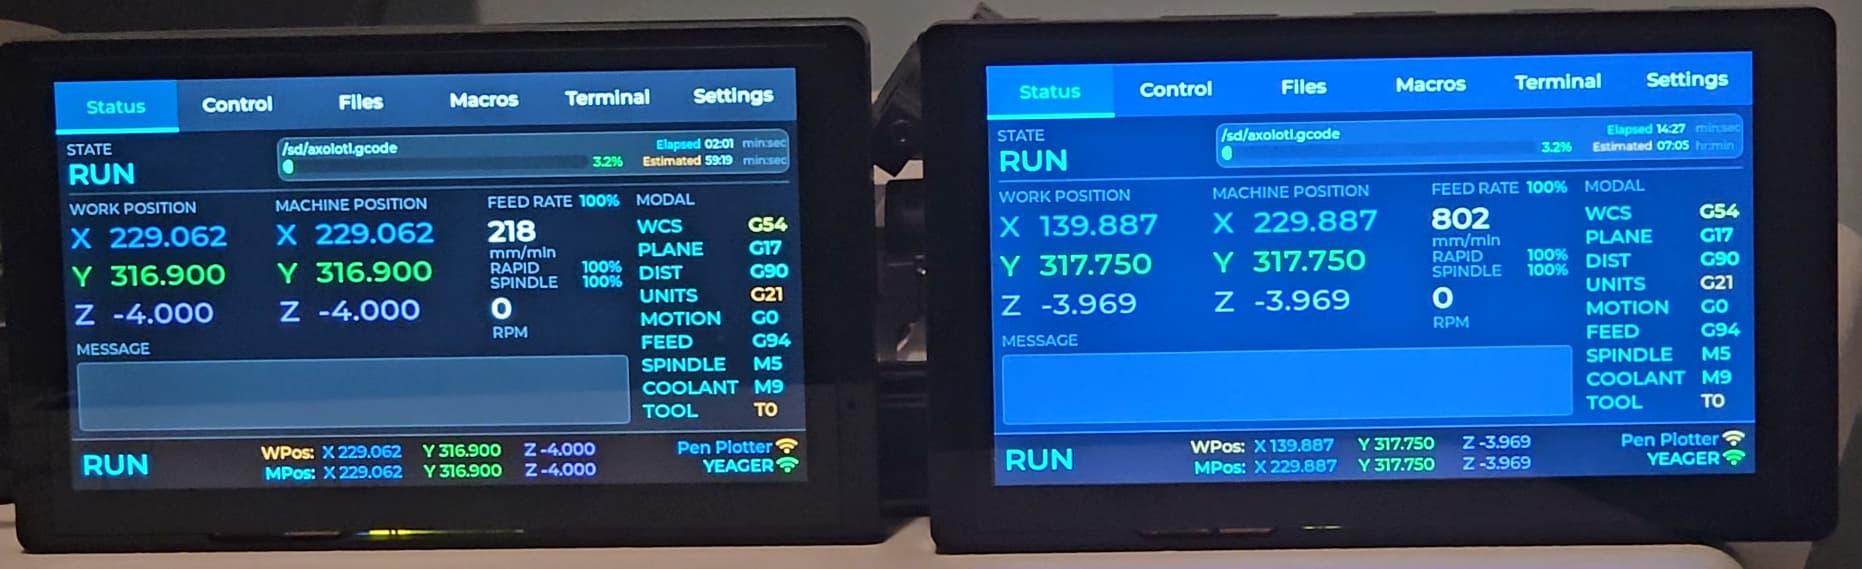 Status Control Files Macros Terminal Settings
STATE
RUN
/sd/axolotl.gcode
Elapsed 02:01 min:sec
3.2% Estimated 59:19 min:sec
WORK POSITION
X 229.062
Y 316.900
Z -4.000
MACHINE POSITION
X 229.062
Y 316.900
Z -4.000
FEED RATE 100%
218
mm/min
RAPID 100%
SPINDLE 100%
0
RPM
MODAL
WCS G54
PLANE G17
DIST G90
UNITS G21
MOTION G0
FEED G94
SPINDLE M5
COOLANT M9
TOOL T0
MESSAGE
RUN
WPos: X 229.062 Y 316.900 Z -4.000
MPos: X 229.062 Y 316.900 Z -4.000
Pen Plotter
YEAGER
Status Control Files Macros Terminal Settings
STATE
RUN
/sd/axolotl.gcode
Elapsed 14:27 min:sec
3.2% Estimated 07:05 hr:min
WORK POSITION
X 139.887
Y 317.750
Z -3.969
MACHINE POSITION
X 229.887
Y 317.750
Z -3.969
FEED RATE 100%
802
mm/min
RAPID 100%
SPINDLE 100%
0
RPM
MODAL
WCS G54
PLANE G17
DIST G90
UNITS G21
MOTION G0
FEED G94
SPINDLE M5
COOLANT M9
TOOL T0
MESSAGE
RUN
WPos: X 139.887 Y 317.750 Z -3.969
MPos: X 229.887 Y 317.750 Z -3.969
Pen Plotter
YEAGER